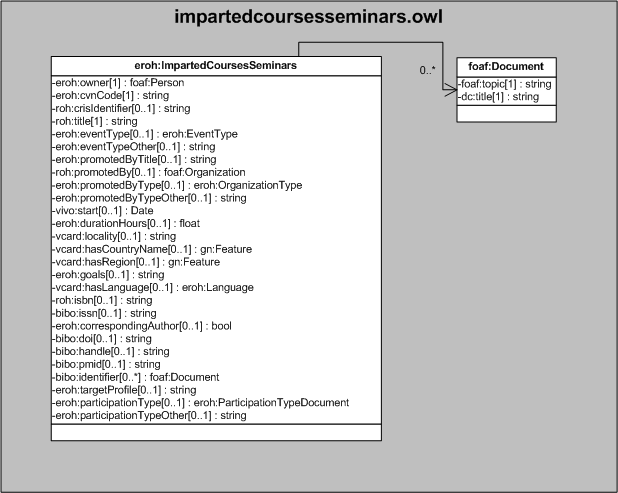 impartedcoursesseminars.owl
eroh:ImpartedCoursesSeminars
-eroh:owner[1] : foaf:Person
-eroh:cvnCode[1] : string
-roh:crisIdentifier[0..1] : string
-roh:title[1] : string
-eroh:eventType[0..1] : eroh:EventType
-eroh:eventTypeOther[0..1] : string
-eroh:promotedByTitle[0..1] : string
-roh:promotedBy[0..1] : foaf:Organization
-eroh:promotedByType[0..1] : eroh:OrganizationType
-eroh:promotedByTypeOther[0..1] : string
-vivo:start[0..1] : Date
-eroh:durationHours[0..1] : float
-vcard:locality[0..1] : string
-vcard:hasCountryName[0..1] : gn:Feature
-vcard:hasRegion[0..1] : gn:Feature
-eroh:goals[0..1] : string
-vcard:hasLanguage[0..1] : eroh:Language
-roh:isbn[0..1] : string
-bibo:issn[0..1] : string
-eroh:correspondingAuthor[0..1] : bool
-bibo:doi[0..1] : string
-bibo:handle[0..1] : string
-bibo:pmid[0..1] : string
-bibo:identifier[0..*] : foaf:Document
-eroh:targetProfile[0..1] : string
-eroh:participationType[0..1] : eroh:ParticipationTypeDocument
-eroh:participationTypeOther[0..1] : string
0..*
foaf:Document
-foaf:topic[1] : string
-dc:title[1] : string